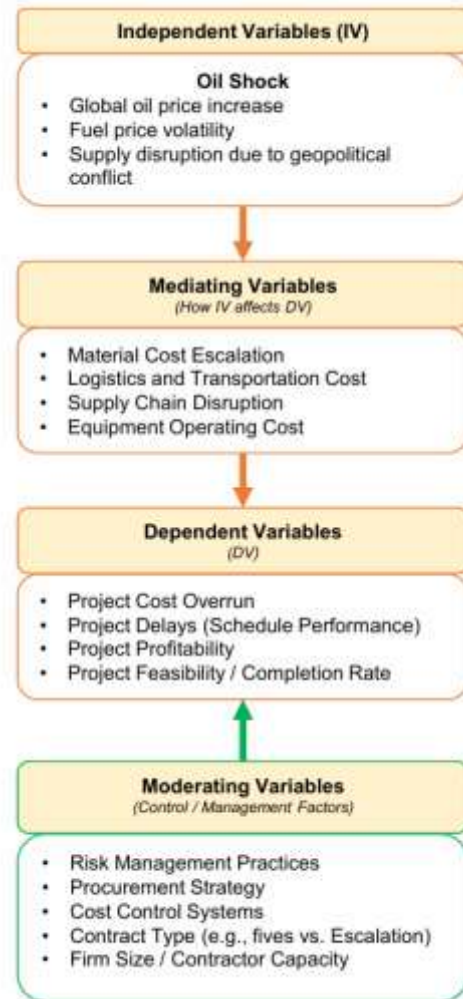 Independent Variables (IV)
Oil Shock
• Global oil price increase
• Fuel price volatility
• Supply disruption due to geopolitical
conflict
Mediating Variables
(How IV affects DV)
• Material Cost Escalation
• Logistics and Transportation Cost
• Supply Chain Disruption
• Equipment Operating Cost
Dependent Variables
(DV)
• Project Cost Overrun
• Project Delays (Schedule Performance)
• Project Profitability
• Project Feasibility / Completion Rate
Moderating Variables
(Control / Management Factors)
• Risk Management Practices
• Procurement Strategy
• Cost Control Systems
• Contract Type (e.g., fives vs. Escalation)
• Firm Size / Contractor Capacity